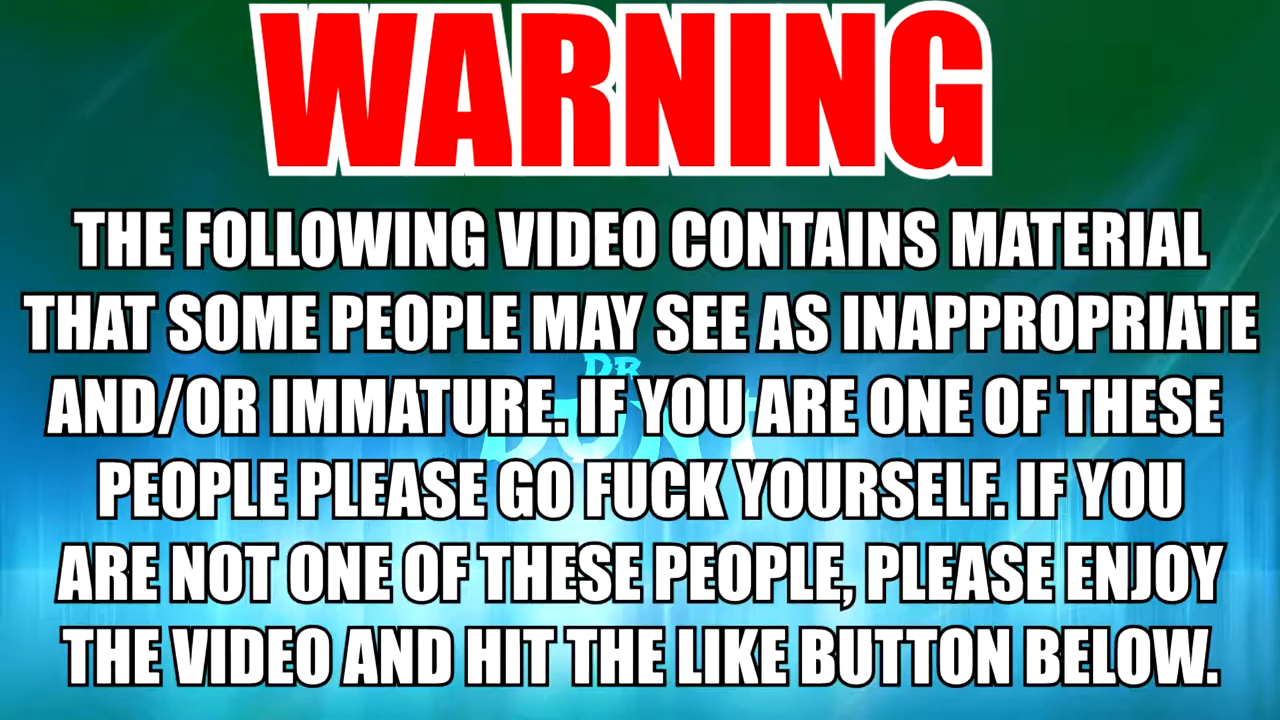 WARNING
THE FOLLOWING VIDEO CONTAINS MATERIAL
THAT SOME PEOPLE MAY SEE AS INAPPROPRIATE
DR
AND/OR IMMATURE. IF YOU ARE ONE OF THESE
PEOPLE PLEASE GO FUCK YOURSELF. IF YOU
ARE NOT ONE OF THESE PEOPLE, PLEASE ENJOY
THE VIDEO AND HIT THE LIKE BUTTON BELOW.